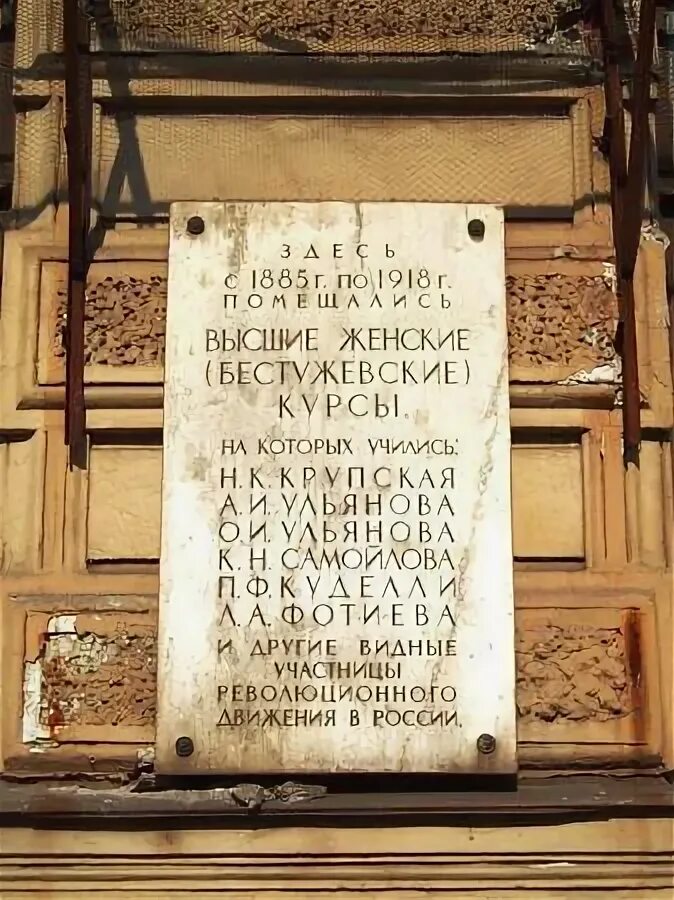 ЗДЕСЬ
С 1885 г. ПО 1918 г.
ПОМЕЩАЛИСЬ
ВЫСШИЕ ЖЕНСКИЕ
(БЕСТУЖЕВСКИЕ)
КУРСЫ,
НА КОТОРЫХ УЧИЛИСЬ:
Н. К. КРУПСКАЯ
А. И. УЛЬЯНОВА
О. И. УЛЬЯНОВА
К. Н. САМОЙЛОВА
П. Ф. КУДЕЛЛИ
Л. А. ФОТИЕВА
И ДРУГИЕ ВИДНЫЕ
УЧАСТНИЦЫ
РЕВОЛЮЦИОННОГО
ДВИЖЕНИЯ В РОССИИ.